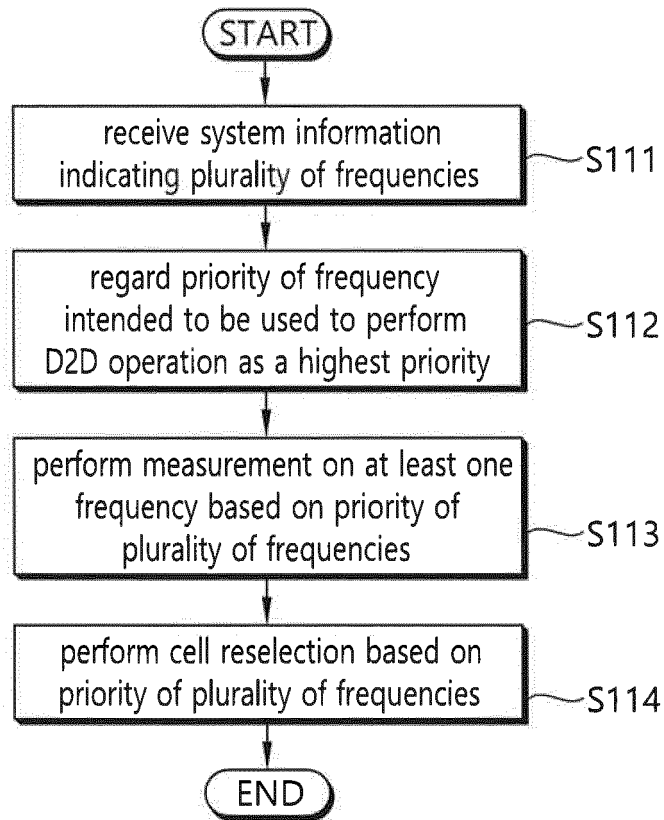 START
receive system information
indicating plurality of frequencies
S111
regard priority of frequency
intended to be used to perform
D2D operation as a highest priority
S112
perform measurement on at least one
frequency based on priority of
plurality of frequencies
S113
perform cell reselection based on
priority of plurality of frequencies
S114
END